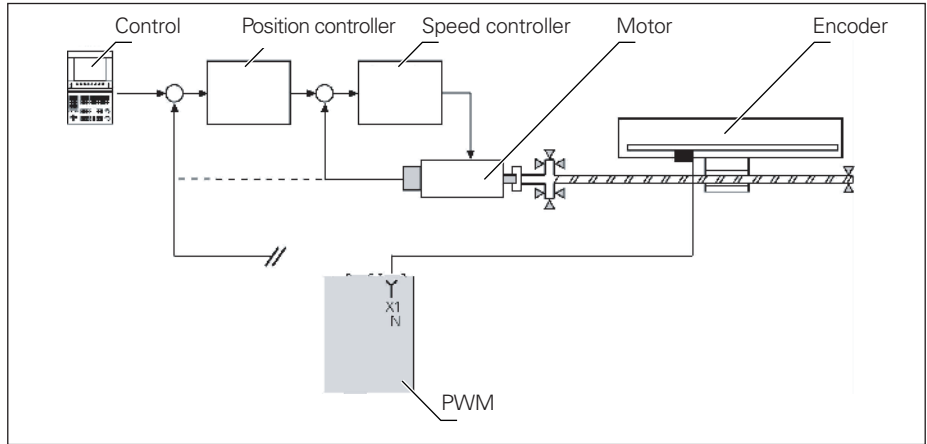 Control
Position controller
Speed controller
Motor
Encoder
X1
N
PWM